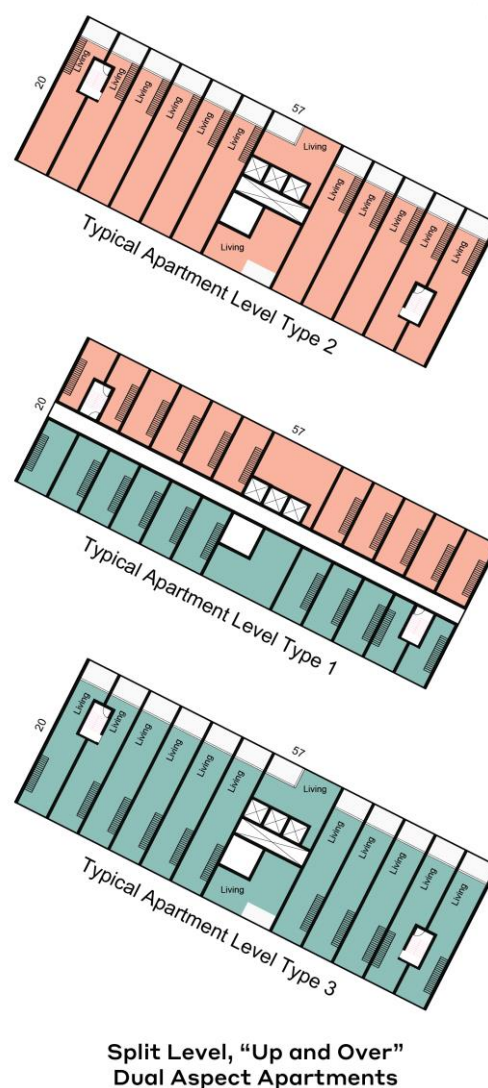 57
20
Living
Living
Living
Living
Living
Living
Living
Living
Living
Living
Living
Living
Living
Typical Apartment Level Type 2
57
20
Typical Apartment Level Type 1
57
20
Living
Living
Living
Living
Living
Living
Living
Living
Living
Living
Living
Living
Living
Typical Apartment Level Type 3
Split Level, “Up and Over”
Dual Aspect Apartments